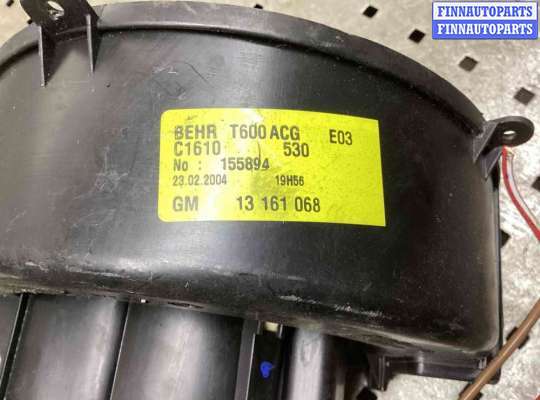 FINNAUTOPARTS
FINNAUTOPARTS
BEHR T600 ACG E03
C1610 530
No : 155894
23.02.2004 19H56
GM 13 161 068